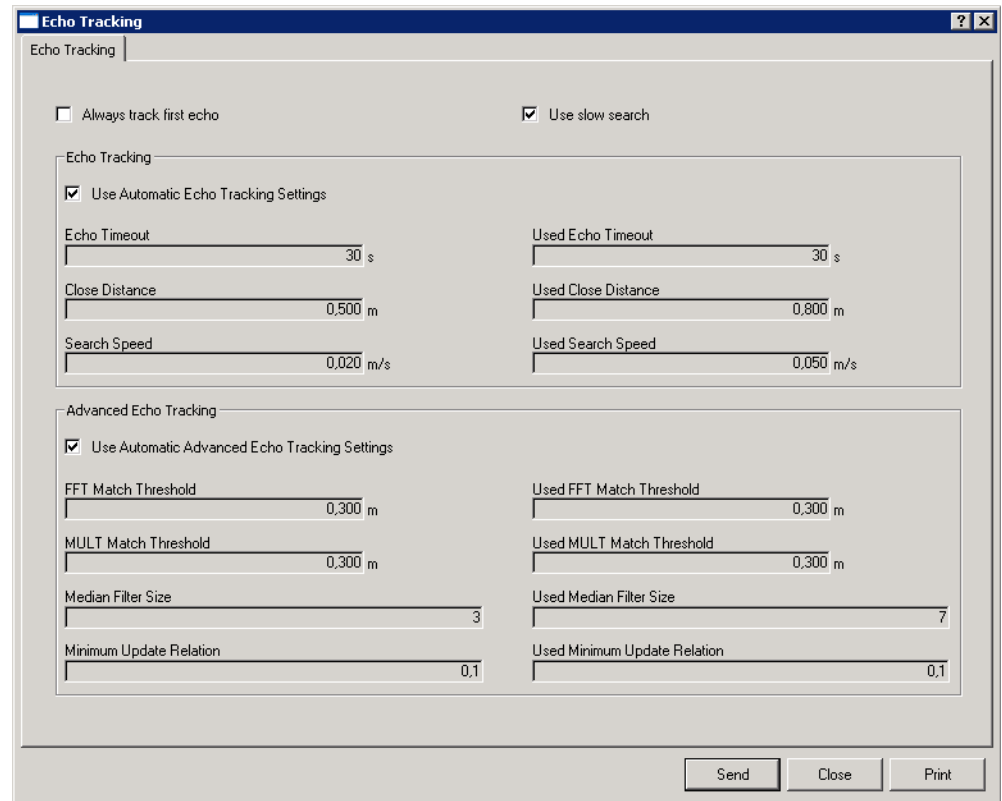 Echo Tracking
Echo Tracking
Always track first echo
Use slow search
Echo Tracking
Use Automatic Echo Tracking Settings
Echo Timeout
30 s
Used Echo Timeout
30 s
Close Distance
0,500 m
Used Close Distance
0,800 m
Search Speed
0,020 m/s
Used Search Speed
0,050 m/s
Advanced Echo Tracking
Use Automatic Advanced Echo Tracking Settings
FFT Match Threshold
0,300 m
Used FFT Match Threshold
0,300 m
MULT Match Threshold
0,300 m
Used MULT Match Threshold
0,300 m
Median Filter Size
3
Used Median Filter Size
7
Minimum Update Relation
0,1
Used Minimum Update Relation
0,1
Send
Close
Print